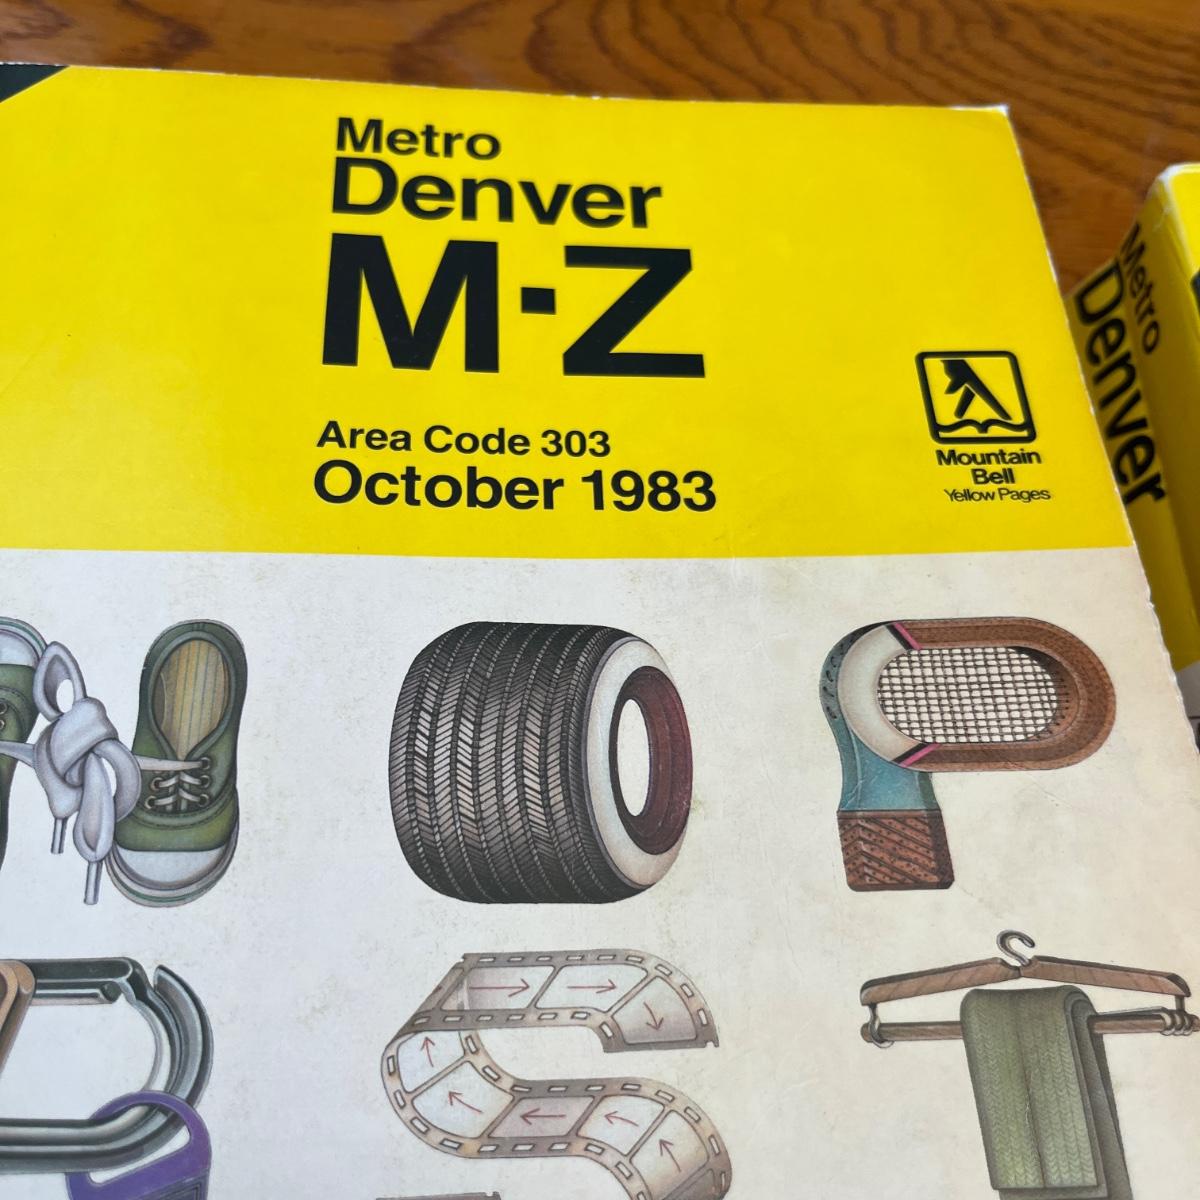 Metro
Denver
M·Z
Area Code 303
October 1983
Mountain
Bell
Yellow Pages
Metro
Denver